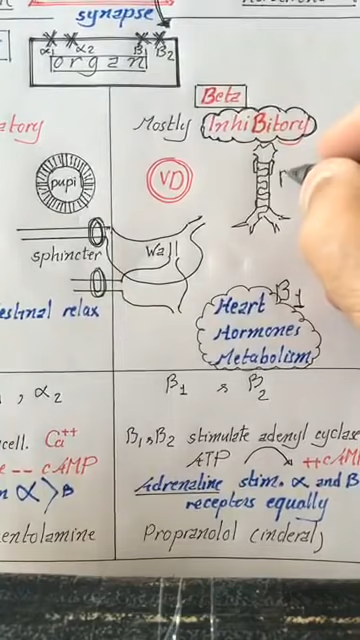 synapse
α₁ α₂ β₁ β₂
organ
Beta
atory Mostly InhiBitory
pupi VD
sphincter Wall
estinal relax
Heart β1
Hormones
Metabolism
, α2 β1 , β2
cell. Ca++ β1,β2 stimulate adenyl cyclase
-- cAMP ATP ++cAMP
α > β Adrenaline stim. α and β
receptors equally
entolamine Propranolol (inderal)